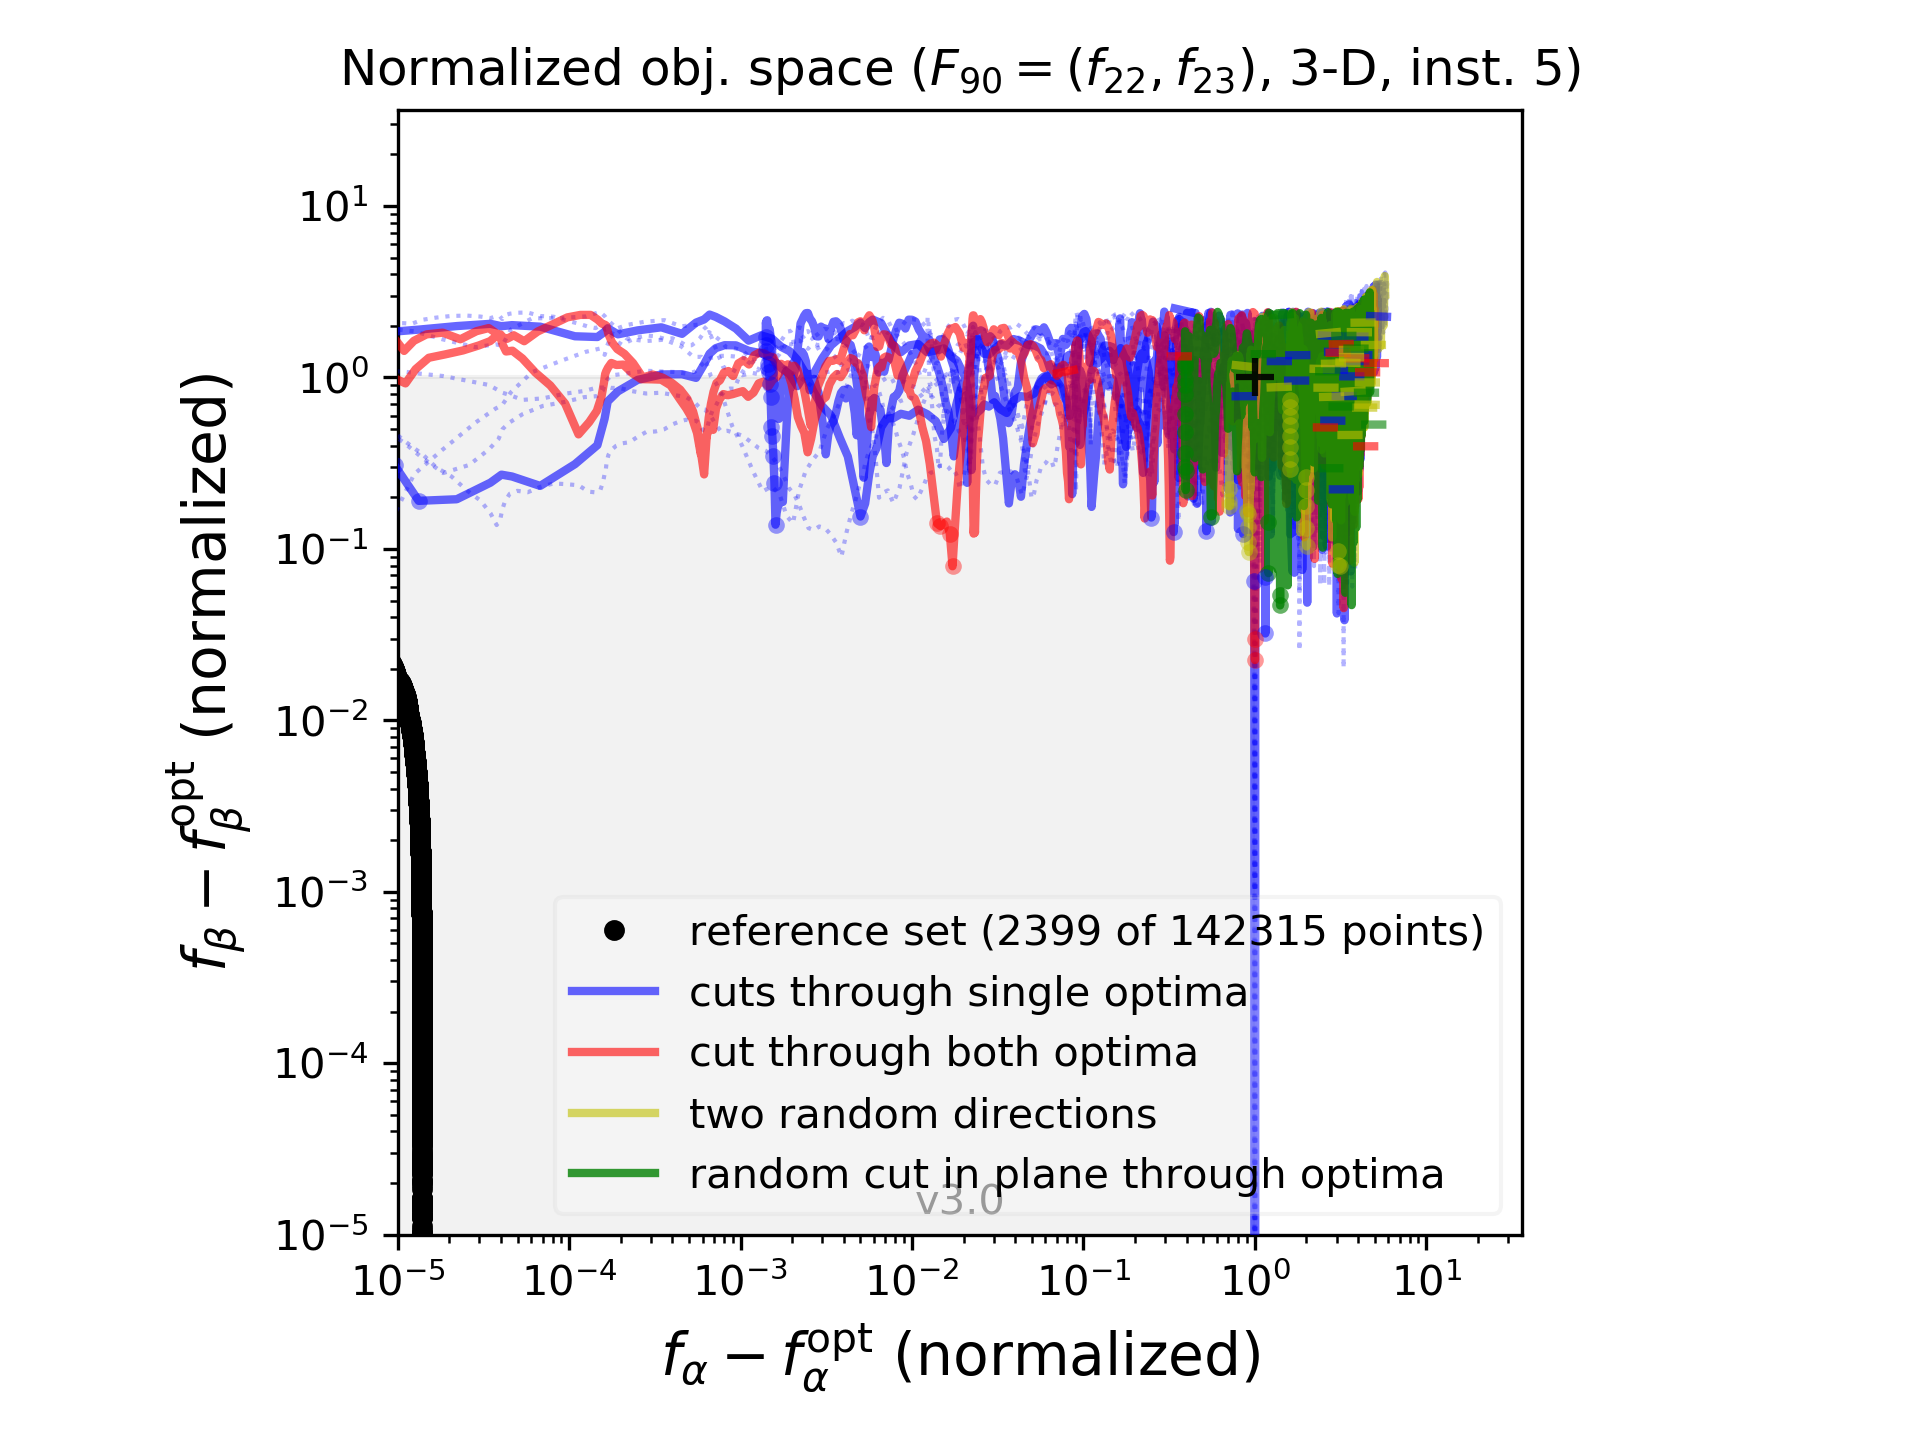 Normalized obj. space (F₉₀ = (f₂₂, f₂₃), 3-D, inst. 5)
f_β − f_β^opt (normalized)
10¹
10⁰
10⁻¹
10⁻²
10⁻³
10⁻⁴
10⁻⁵
reference set (2399 of 142315 points)
cuts through single optima
cut through both optima
two random directions
random cut in plane through optima
v3.0
10⁻⁵ 10⁻⁴ 10⁻³ 10⁻² 10⁻¹ 10⁰ 10¹
f_α − f_α^opt (normalized)